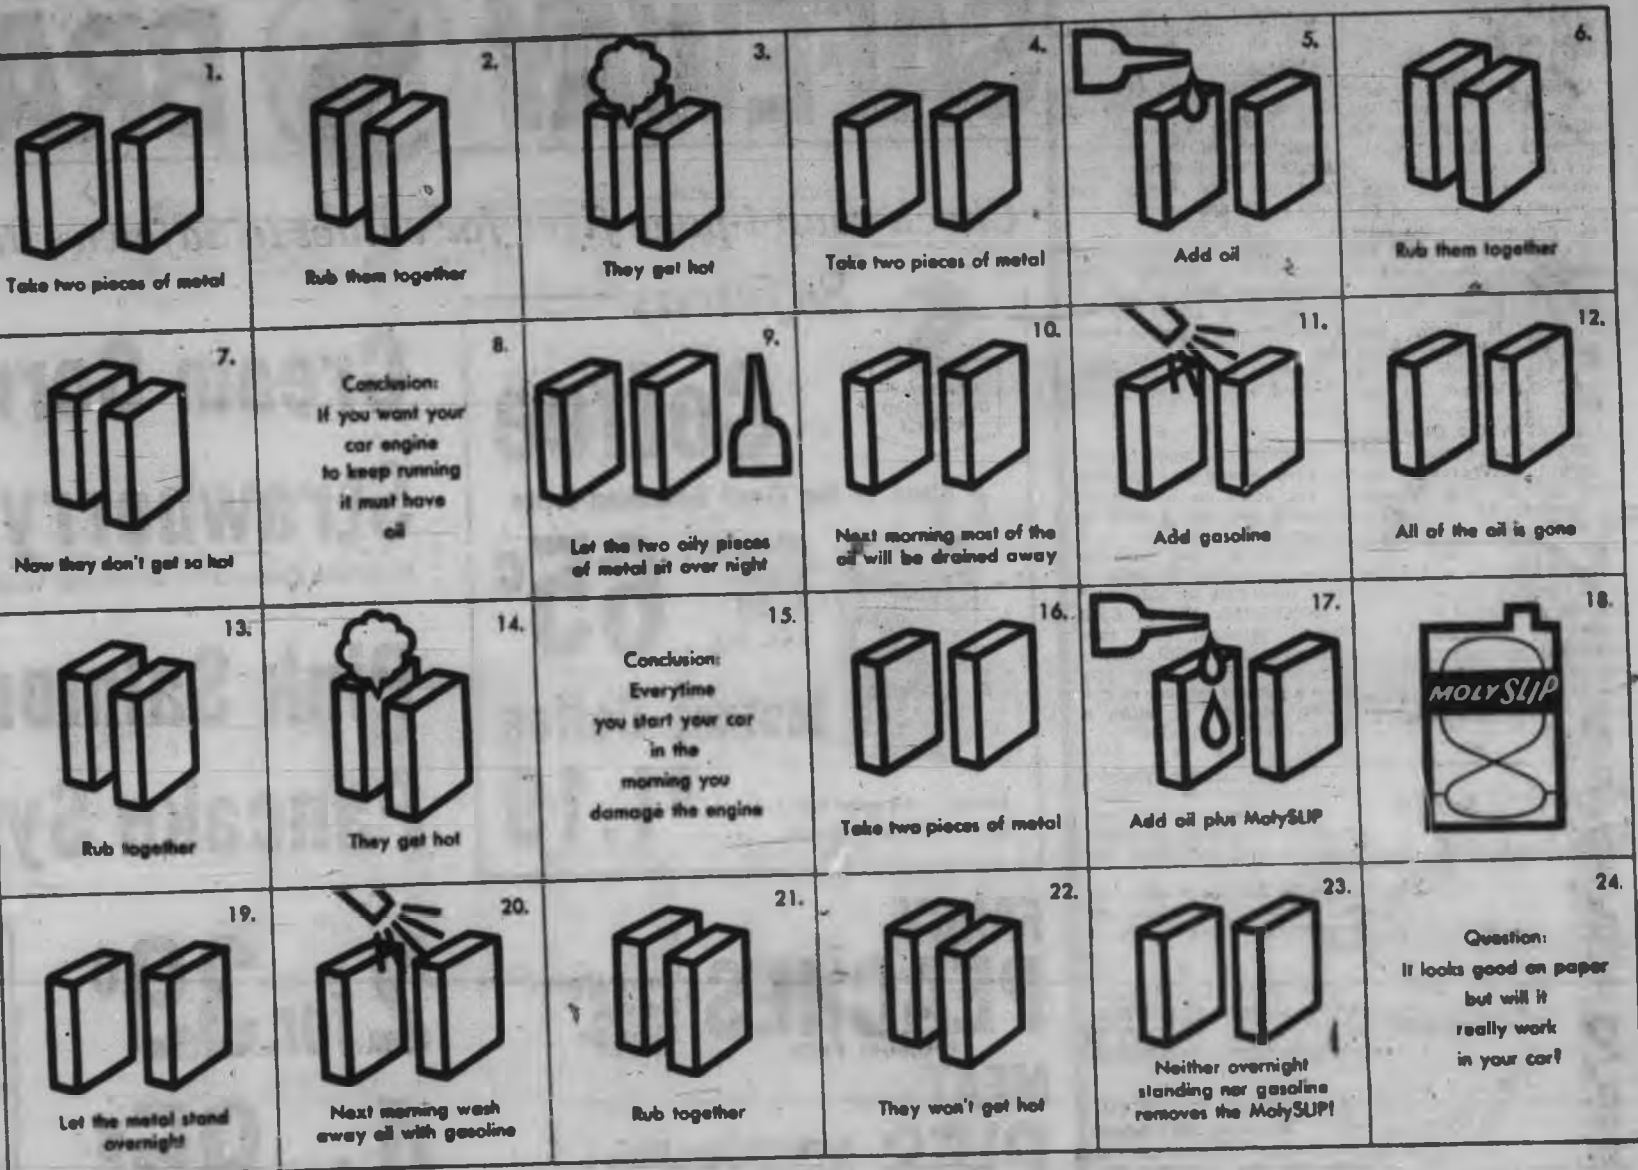 1.
Take two pieces of metal
2.
Rub them together
3.
They get hot
4.
Take two pieces of metal
5.
Add oil
6.
Rub them together
7.
Now they don't get so hot
8.
Conclusion:
If you want your
car engine
to keep running
it must have
oil
9.
Let the two oily pieces
of metal sit over night
10.
Next morning most of the
oil will be drained away
11.
Add gasoline
12.
All of the oil is gone
13.
Rub together
14.
They get hot
15.
Conclusion:
Everytime
you start your car
in the
morning you
damage the engine
16.
Take two pieces of metal
17.
Add oil plus MolySLIP
18.
MOLY SLIP
19.
Let the metal stand
overnight
20.
Next morning wash
away oil with gasoline
21.
Rub together
22.
They won't get hot
23.
Neither overnight
standing nor gasoline
removes the MolySLIP!
24.
Question:
It looks good on paper
but will it
really work
in your car?